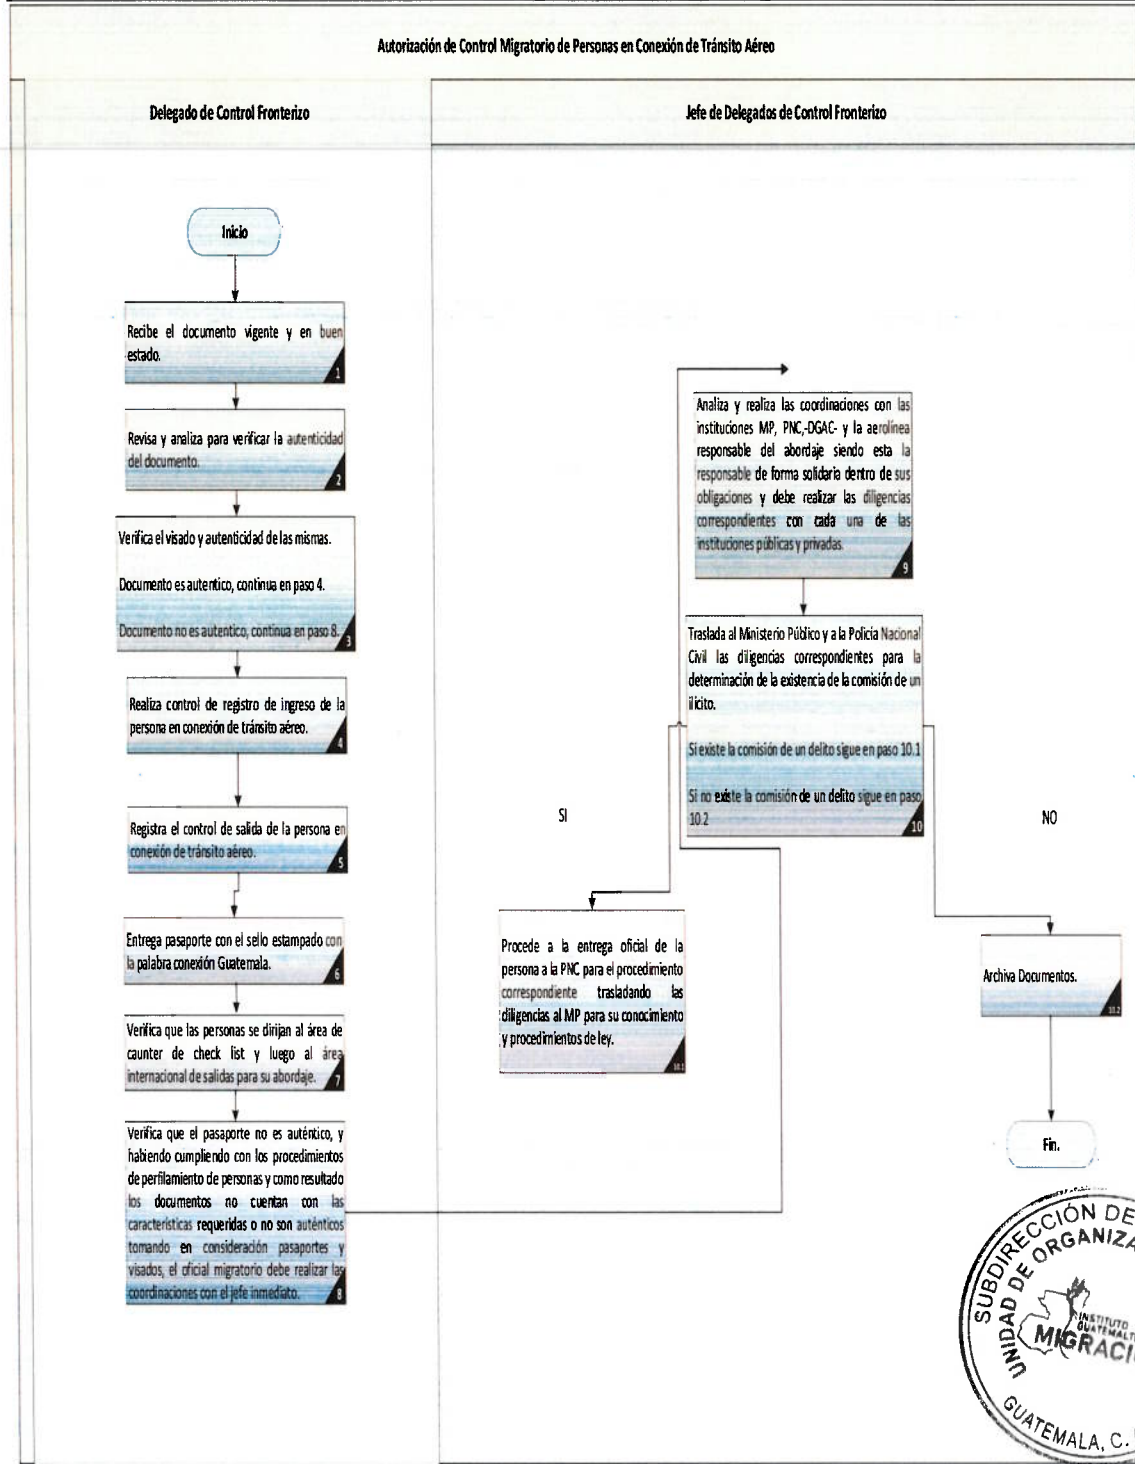 Autorización de Control Migratorio de Personas en Conexión de Tránsito Aéreo
Delegado de Control Fronterizo
Jefe de Delegados de Control Fronterizo
Inicio
Recibe el documento vigente y en buen
estado.
1
Revisa y analiza para verificar la autenticidad
del documento.
2
Verifica el visado y autenticidad de las mismas.
Documento es autentico, continua en paso 4.
Documento no es autentico, continua en paso 8.
3
Realiza control de registro de ingreso de la
persona en conexión de tránsito aéreo.
4
Registra el control de salida de la persona en
conexión de tránsito aéreo.
5
Entrega pasaporte con el sello estampado con
la palabra conexión Guatemala.
6
Verifica que las personas se dirijan al área de
caunter de check list y luego al área
internacional de salidas para su abordaje.
7
Verifica que el pasaporte no es auténtico, y
habiendo cumpliendo con los procedimientos
de perfilamiento de personas y como resultado
los documentos no cuentan con las
características requeridas o no son auténticos
tomando en consideración pasaportes y
visados, el oficial migratorio debe realizar las
coordinaciones con el jefe inmediato.
8
Analiza y realiza las coordinaciones con las
instituciones MP, PNC,-DGAC- y la aerolínea
responsable del abordaje siendo esta la
responsable de forma solidaria dentro de sus
obligaciones y debe realizar las diligencias
correspondientes con cada una de las
instituciones públicas y privadas.
9
Traslada al Ministerio Público y a la Policía Nacional
Civil las diligencias correspondientes para la
determinación de la existencia de la comisión de un
ilícito.
Si existe la comisión de un delito sigue en paso 10.1
Si no existe la comisión de un delito sigue en paso
10.2
10
SI
NO
Procede a la entrega oficial de la
persona a la PNC para el procedimiento
correspondiente trasladando las
diligencias al MP para su conocimiento
y procedimientos de ley.
10.1
Archiva Documentos.
10.2
Fin.
SUBDIRECCIÓN DE
UNIDAD DE ORGANIZA
INSTITUTO
GUATEMALT
MIGRACI
GUATEMALA, C.